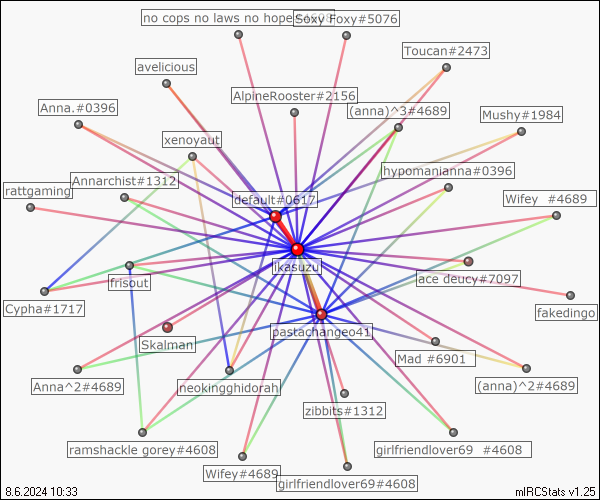 no cops no laws no hope#4608
Soxy Foxy#5076
Toucan#2473
avelicious
AlpineRooster#2156
Anna.#0396
(anna)^3#4689
Mushy#1984
xenoyaut
hypomanianna#0396
Annarchist#1312
rattgaming
default#0617
Wifey  #4689
ikasuzu
ace deucy#7097
frisout
Cypha#1717
fakedingo
pastachangeo41
Skalman
Mad #6901
Anna^2#4689
neokingghidorah
(anna)^2#4689
zibbits#1312
ramshackle gorey#4608
girlfriendlover69  #4608
Wifey#4689
girlfriendlover69#4608
8.6.2024 10:33
mIRCStats v1.25